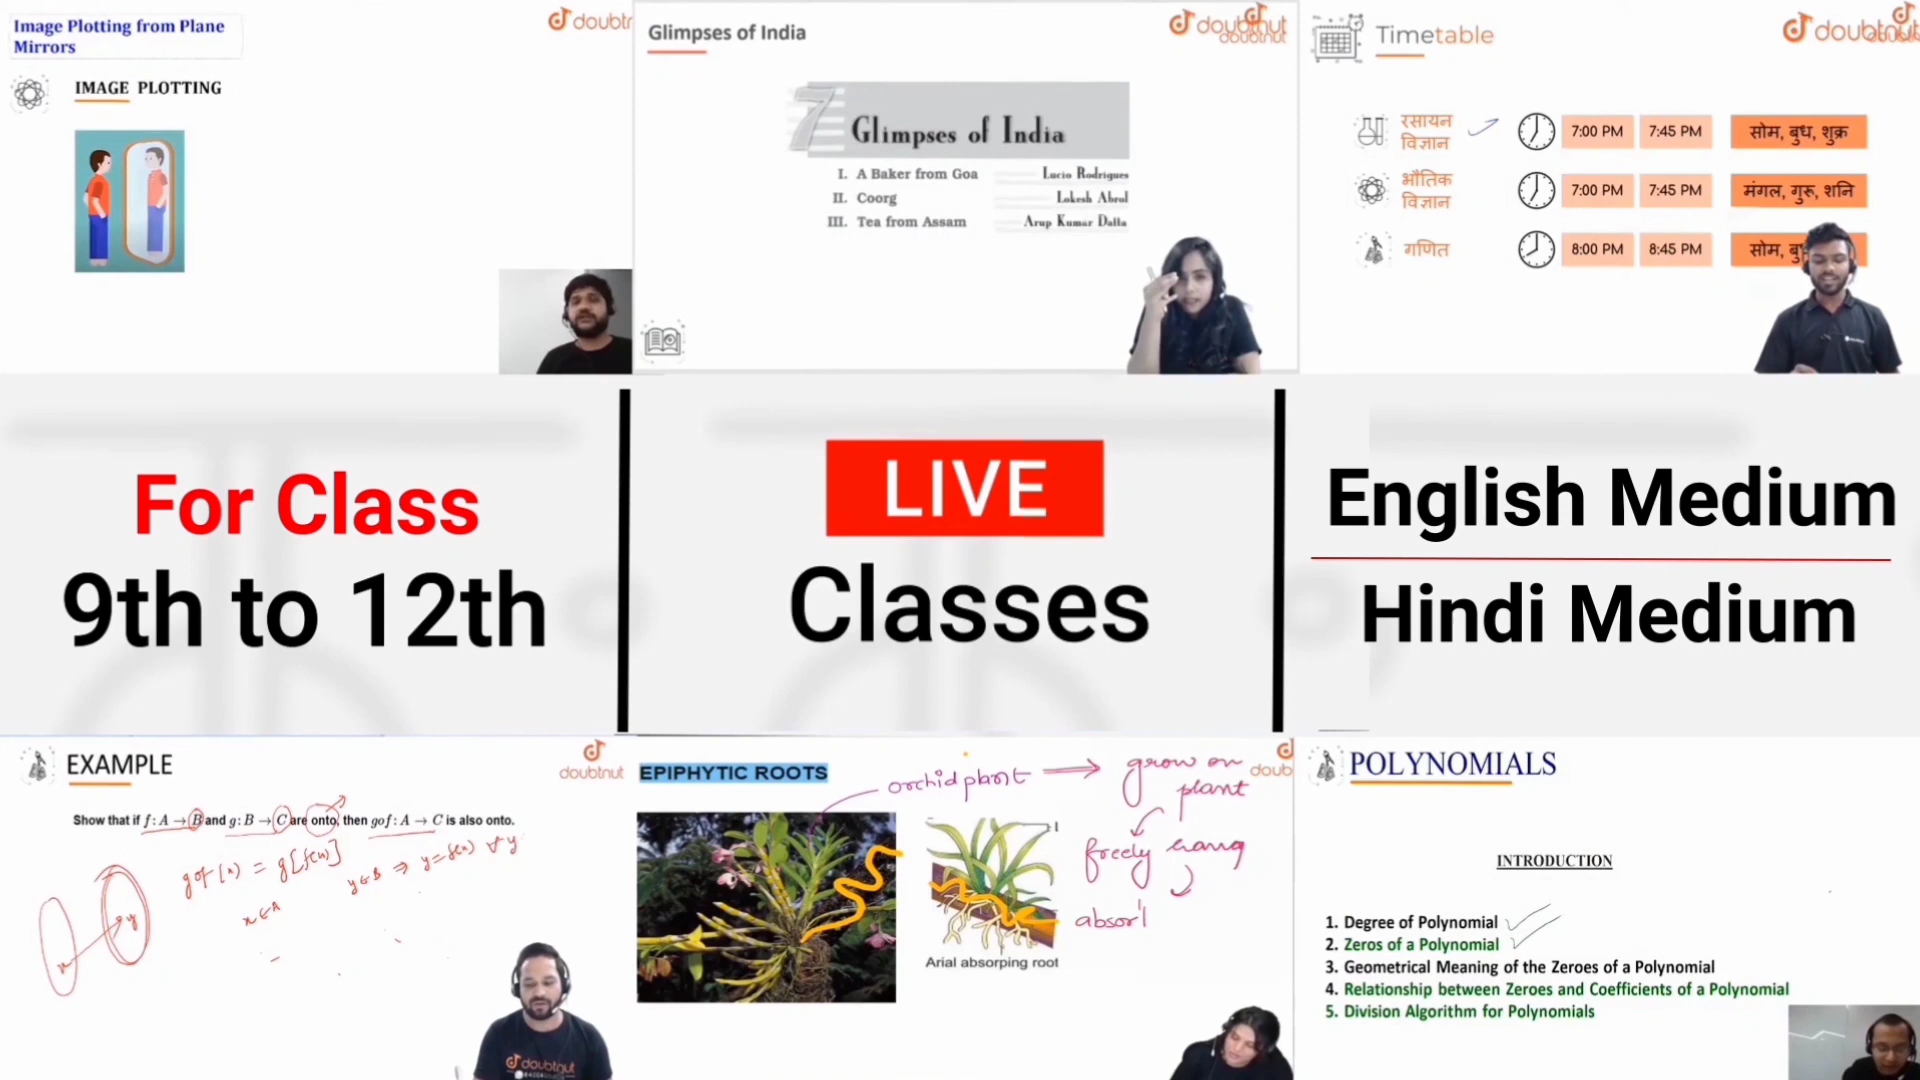 Image Plotting from Plane
Mirrors
IMAGE PLOTTING
Glimpses of India
doubtnut
doubtnut
7
Glimpses of India
I. A Baker from Goa Lucio Rodrigues
II. Coorg Lokesh Abrol
III. Tea from Assam Arup Kumar Datta
Timetable
रसायन
विज्ञान
7:00 PM 7:45 PM सोम, बुध, शुक्र
भौतिक
विज्ञान
7:00 PM 7:45 PM मंगल, गुरु, शनि
गणित
8:00 PM 8:45 PM सोम,
For Class
9th to 12th
LIVE
Classes
English Medium
Hindi Medium
EXAMPLE
doubtnut
Show that if f : A → B and g : B → C are onto, then gof : A → C is also onto.
gof(x) = g[f(x)]
x∈A
y∈B ⇒ y=f(x) ∀ y
x
y
doubtnut
EPIPHYTIC ROOTS
orchid plant → grow on
plant
freely hang
absor
Arial absorping root
doub
POLYNOMIALS
INTRODUCTION
1. Degree of Polynomial
2. Zeros of a Polynomial
3. Geometrical Meaning of the Zeroes of a Polynomial
4. Relationship between Zeroes and Coefficients of a Polynomial
5. Division Algorithm for Polynomials